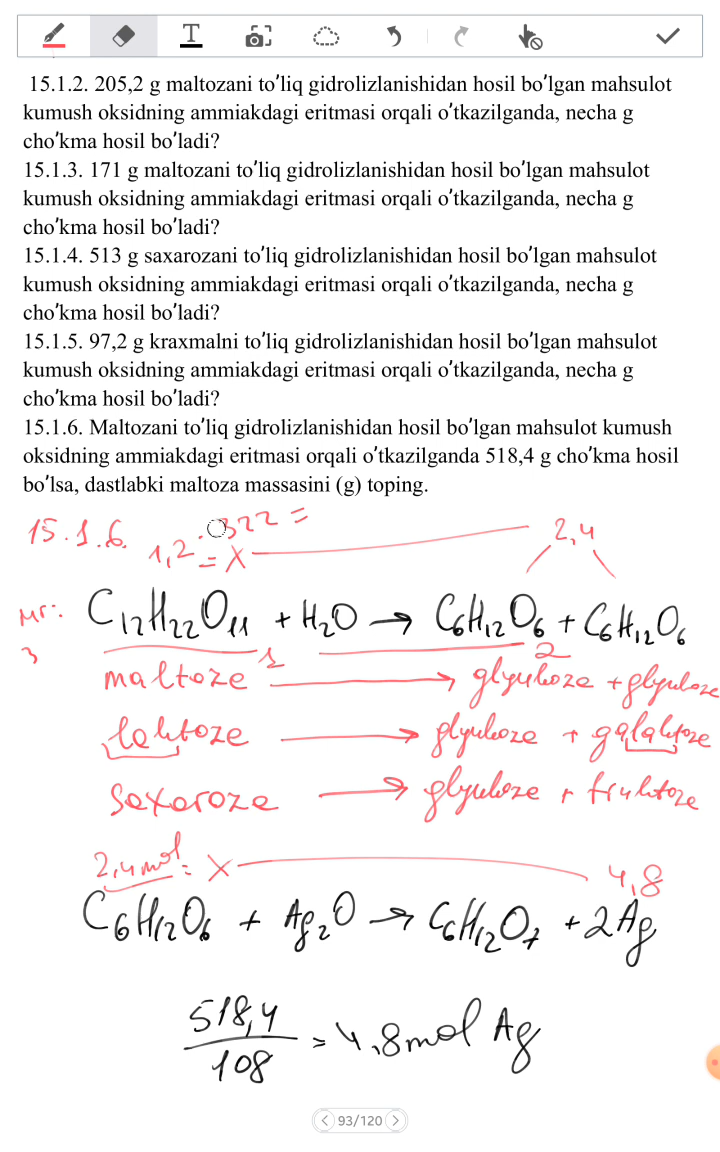 T
15.1.2. 205,2 g maltozani to′liq gidrolizlanishidan hosil bo′lgan mahsulot
kumush oksidning ammiakdagi eritmasi orqali o′tkazilganda, necha g
cho′kma hosil bo′ladi?
15.1.3. 171 g maltozani to′liq gidrolizlanishidan hosil bo′lgan mahsulot
kumush oksidning ammiakdagi eritmasi orqali o′tkazilganda, necha g
cho′kma hosil bo′ladi?
15.1.4. 513 g saxarozani to′liq gidrolizlanishidan hosil bo′lgan mahsulot
kumush oksidning ammiakdagi eritmasi orqali o′tkazilganda, necha g
cho′kma hosil bo′ladi?
15.1.5. 97,2 g kraxmalni to′liq gidrolizlanishidan hosil bo′lgan mahsulot
kumush oksidning ammiakdagi eritmasi orqali o′tkazilganda, necha g
cho′kma hosil bo′ladi?
15.1.6. Maltozani to′liq gidrolizlanishidan hosil bo′lgan mahsulot kumush
oksidning ammiakdagi eritmasi orqali o′tkazilganda 518,4 g cho′kma hosil
bo′lsa, dastlabki maltoza massasini (g) toping.
15.1.6. 1,2 · 322 = 2,4
= x
Mr: C₁₂H₂₂O₁₁ + H₂O → C₆H₁₂O₆ + C₆H₁₂O₆
3 1 2
maltoze → glyukoze + glyukoze
laktoze → glyukoze + galaktoze
saxaroze → glyukoze + fruktoze
2,4 mol = x 4,8
C₆H₁₂O₆ + Ag₂O → C₆H₁₂O₇ + 2Ag
518,4 / 108 = 4,8 mol Ag
93/120